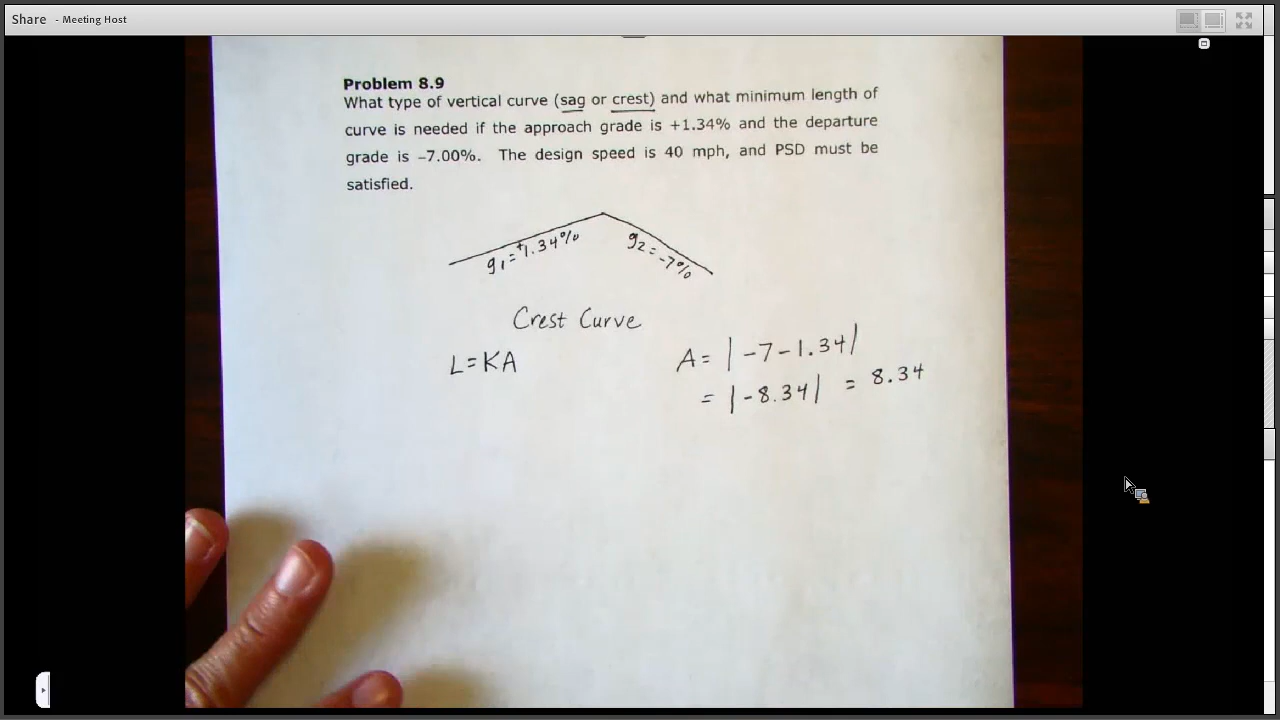 Share - Meeting Host
Problem 8.9
What type of vertical curve (sag or crest) and what minimum length of
curve is needed if the approach grade is +1.34% and the departure
grade is –7.00%. The design speed is 40 mph, and PSD must be
satisfied.
g1=+1.34%
g2=-7%
Crest Curve
L=KA
A= |-7-1.34|
= |-8.34| = 8.34